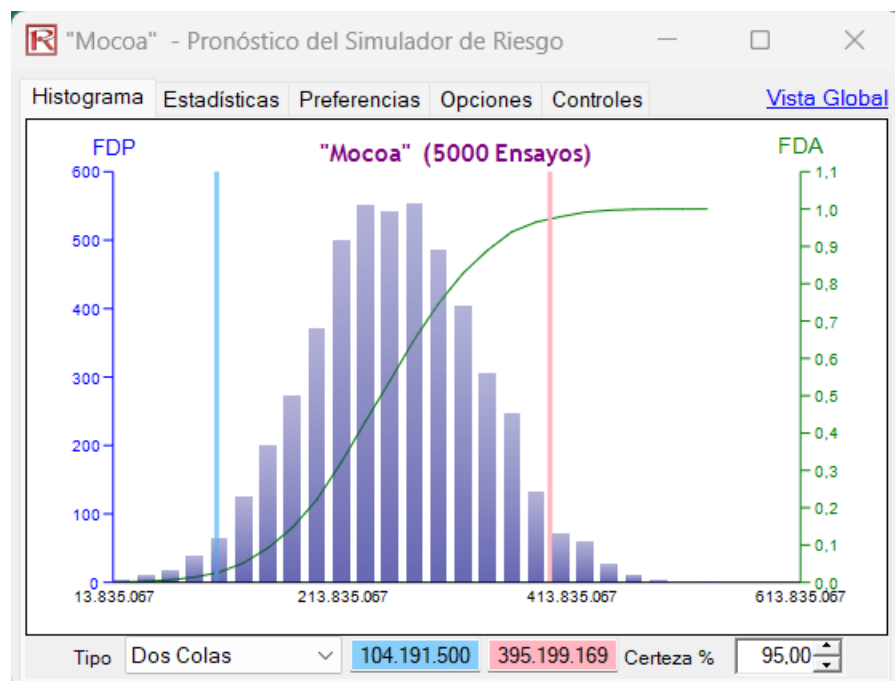 R "Mocoa" - Pronóstico del Simulador de Riesgo
Histograma Estadísticas Preferencias Opciones Controles Vista Global
FDP "Mocoa" (5000 Ensayos) FDA
600 1,1
1,0
500 0,9
0,8
400 0,7
0,6
300 0,5
0,4
200 0,3
100 0,2
0,1
0 0,0
13.835.067 213.835.067 413.835.067 613.835.067
Tipo Dos Colas 104.191.500 395.199.169 Certeza % 95,00